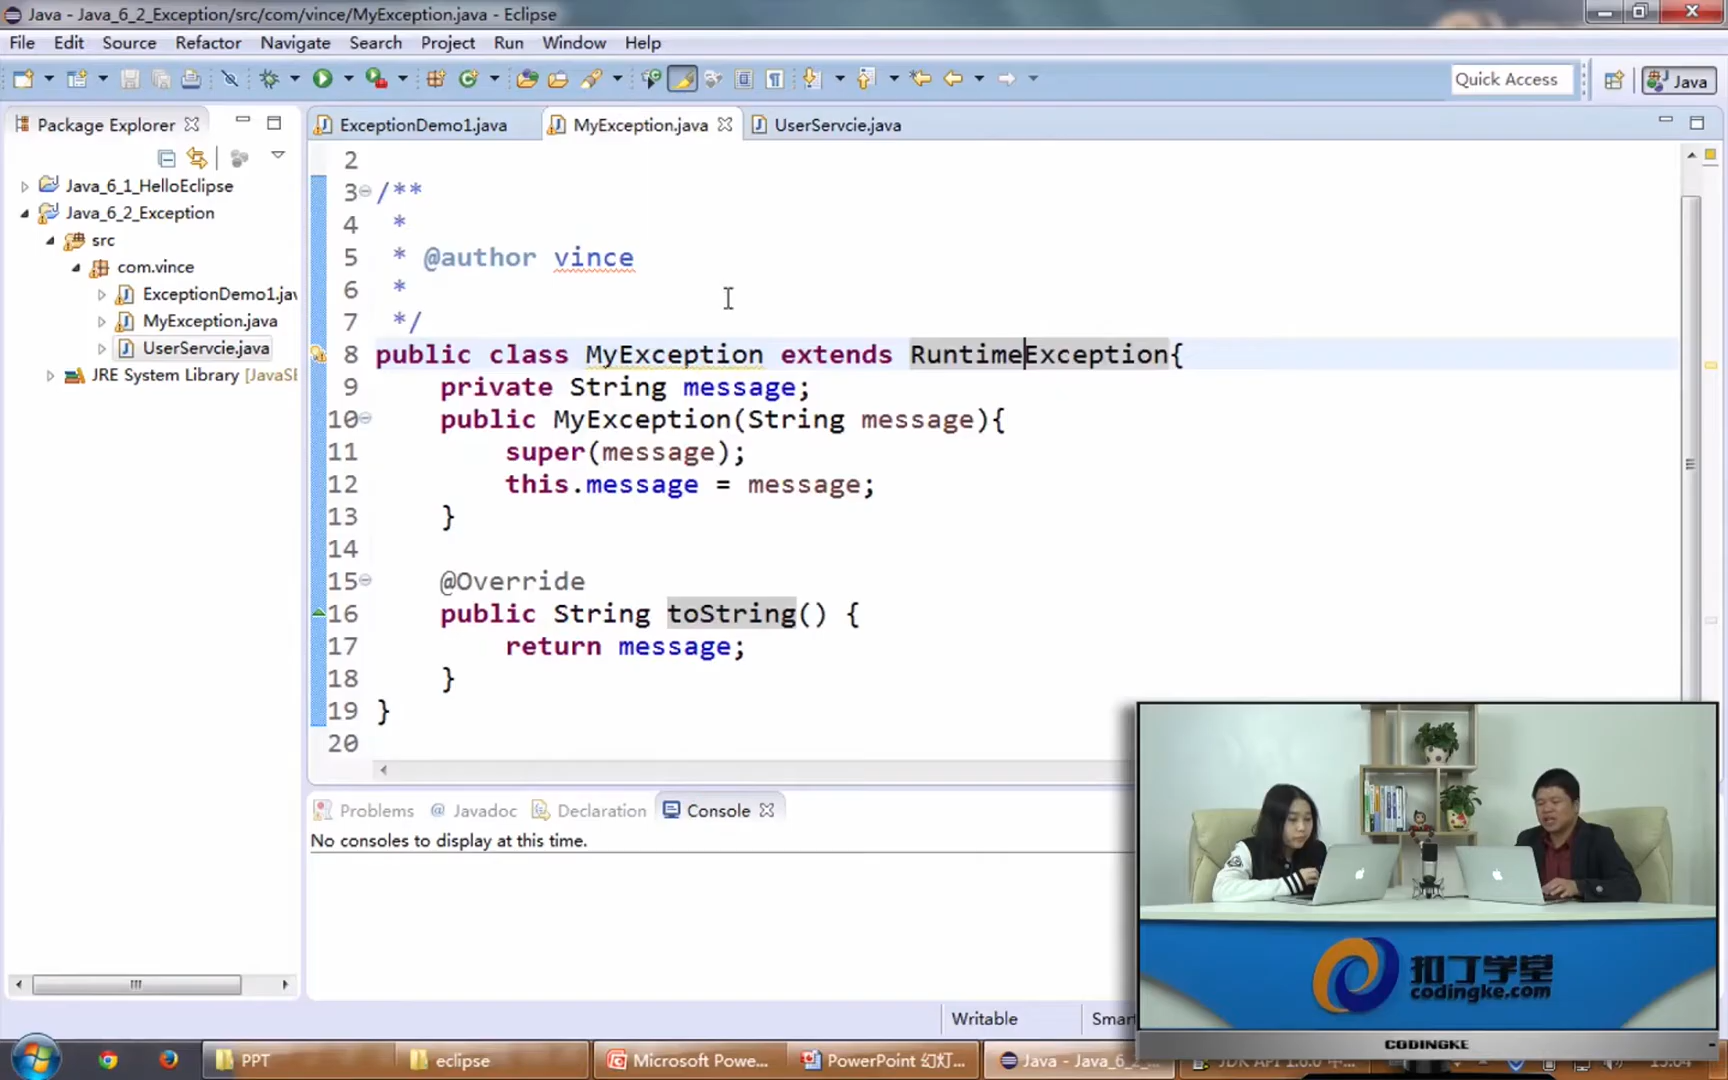 Java - Java_6_2_Exception/src/com/vince/MyException.java - Eclipse
File Edit Source Refactor Navigate Search Project Run Window Help
Quick Access
Java
Package Explorer
ExceptionDemo1.java
MyException.java
UserServcie.java
Java_6_1_HelloEclipse
Java_6_2_Exception
src
com.vince
ExceptionDemo1.jav
MyException.java
UserServcie.java
JRE System Library [JavaSE
2
3 /**
4 *
5 * @author vince
6 *
7 */
8 public class MyException extends RuntimeException{
9 private String message;
10 public MyException(String message){
11 super(message);
12 this.message = message;
13 }
14
15 @Override
16 public String toString() {
17 return message;
18 }
19 }
20
Problems @ Javadoc Declaration Console
No consoles to display at this time.
Writable
Smar
扣丁学堂
codingke.com
CODINGKE
PPT
eclipse
Microsoft Powe...
PowerPoint 幻灯...
Java - Java_6_2_...